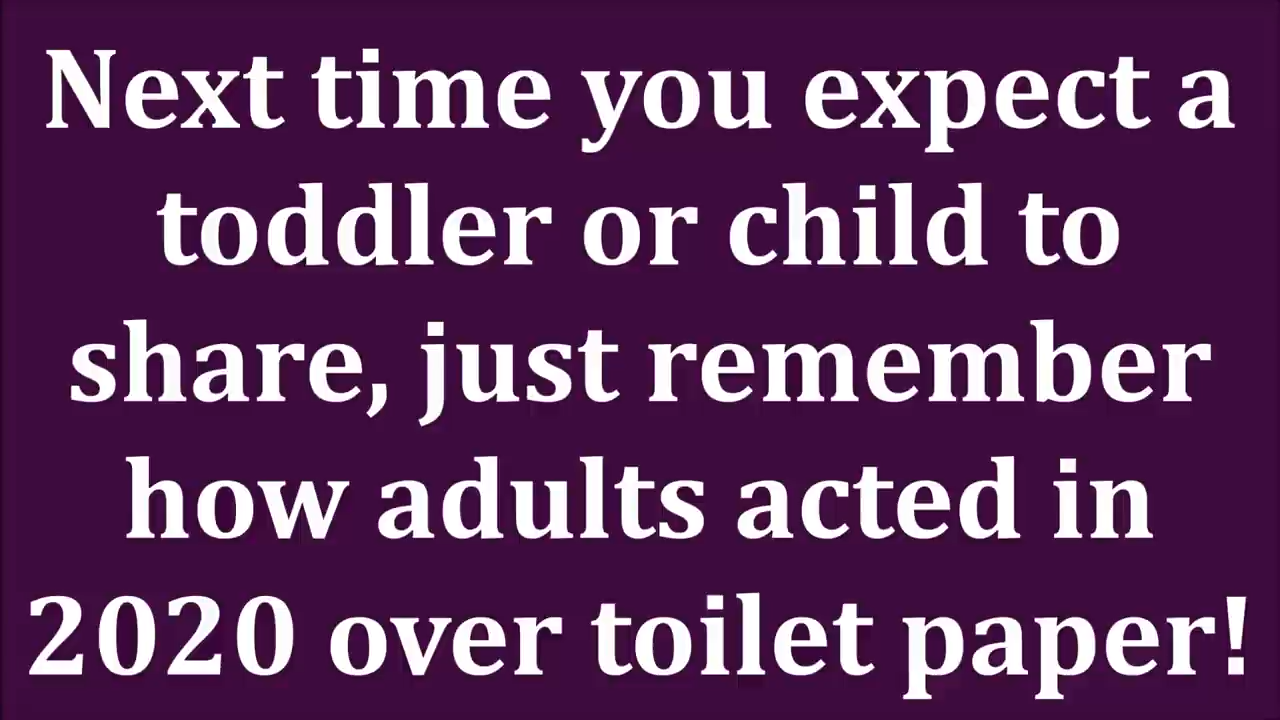 Next time you expect a
toddler or child to
share, just remember
how adults acted in
2020 over toilet paper!